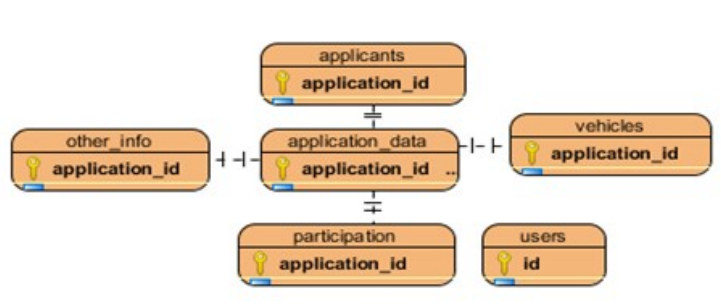 applicants
application_id
other_info
application_id
application_data
application_id ...
vehicles
application_id
participation
application_id
users
id